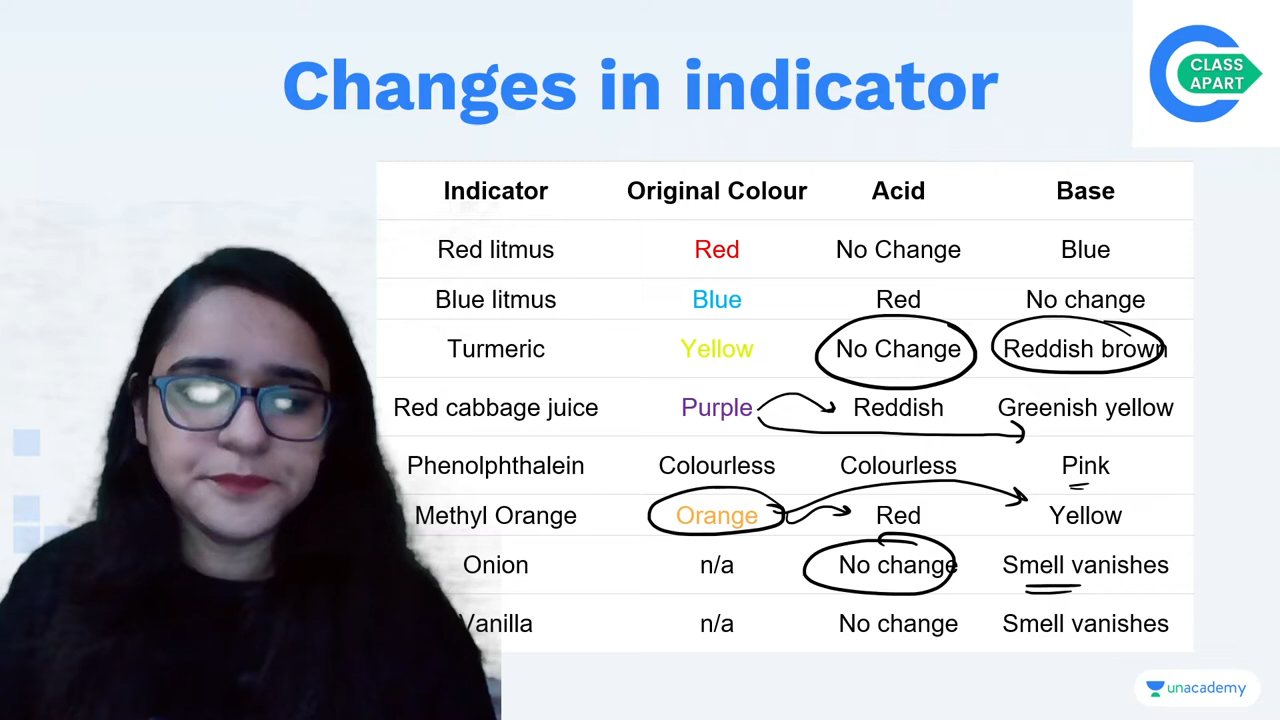 Changes in indicator
CLASS
APART
Indicator Original Colour Acid Base
Red litmus Red No Change Blue
Blue litmus Blue Red No change
Turmeric Yellow No Change Reddish brown
Red cabbage juice Purple Reddish Greenish yellow
Phenolphthalein Colourless Colourless Pink
Methyl Orange Orange Red Yellow
Onion n/a No change Smell vanishes
Vanilla n/a No change Smell vanishes
unacademy